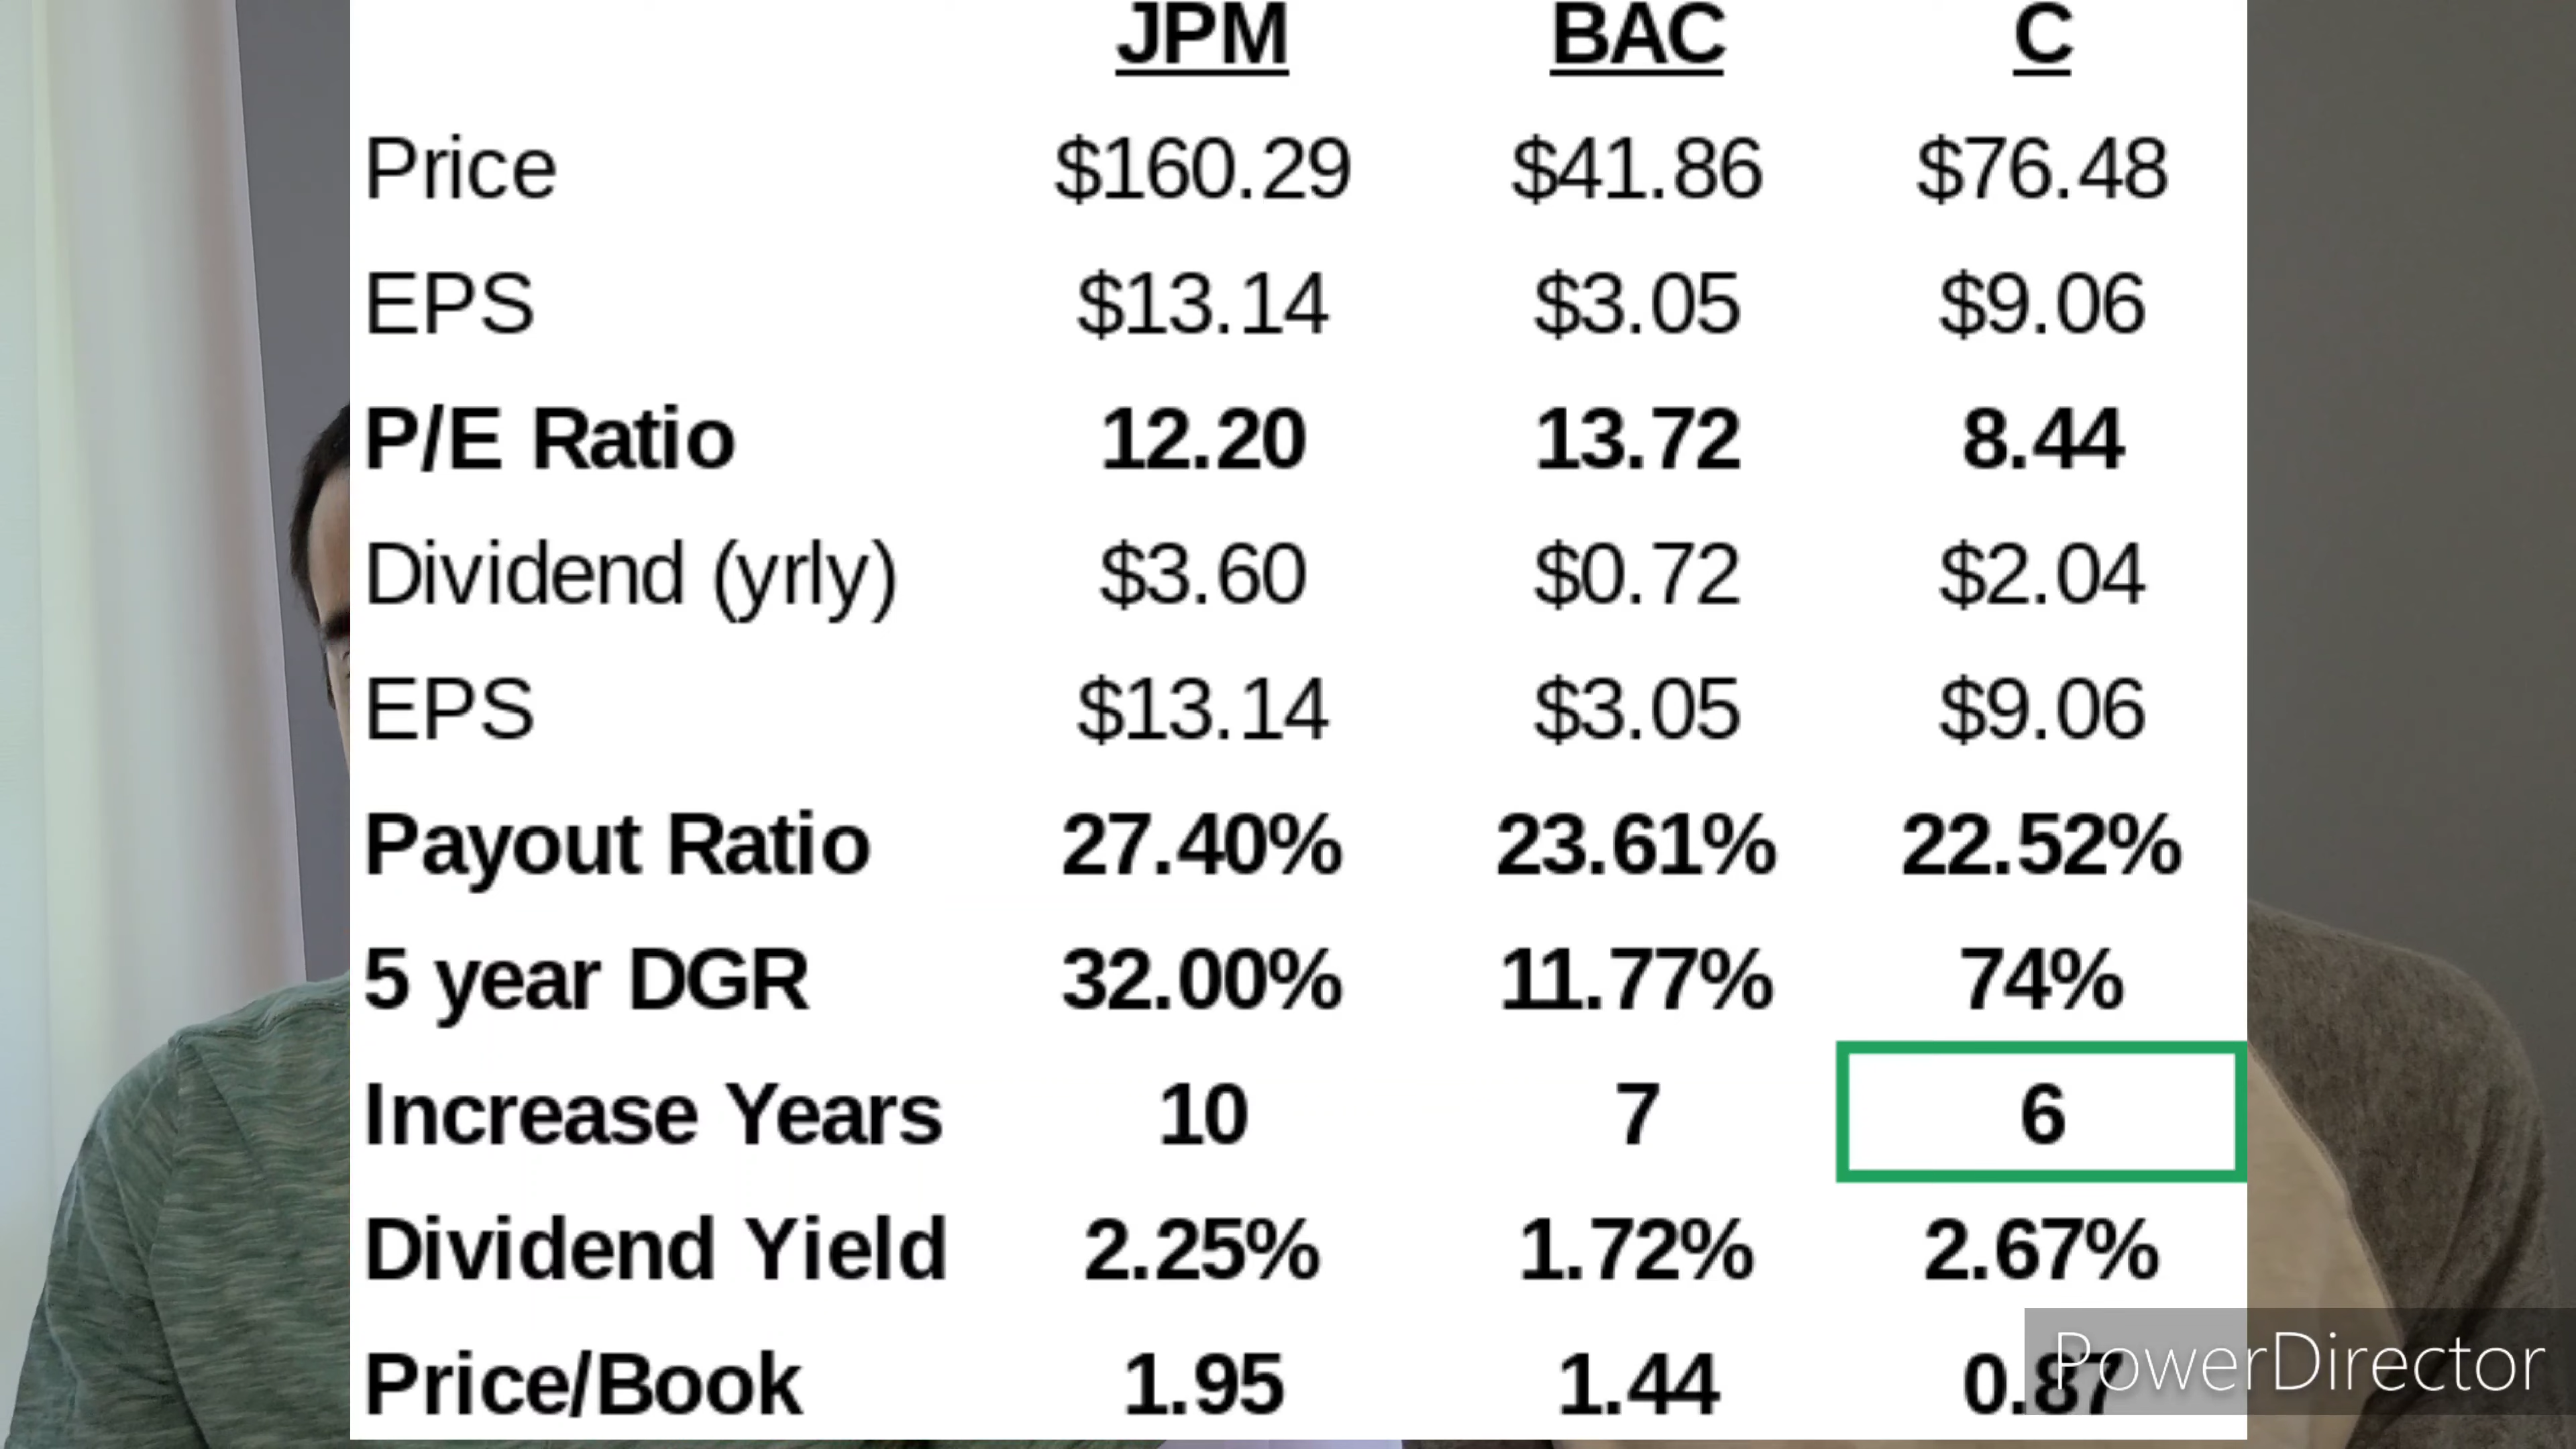 JPM BAC C
Price $160.29 $41.86 $76.48
EPS $13.14 $3.05 $9.06
P/E Ratio 12.20 13.72 8.44
Dividend (yrly) $3.60 $0.72 $2.04
EPS $13.14 $3.05 $9.06
Payout Ratio 27.40% 23.61% 22.52%
5 year DGR 32.00% 11.77% 74%
Increase Years 10 7 6
Dividend Yield 2.25% 1.72% 2.67%
Price/Book 1.95 1.44 0.87
PowerDirector